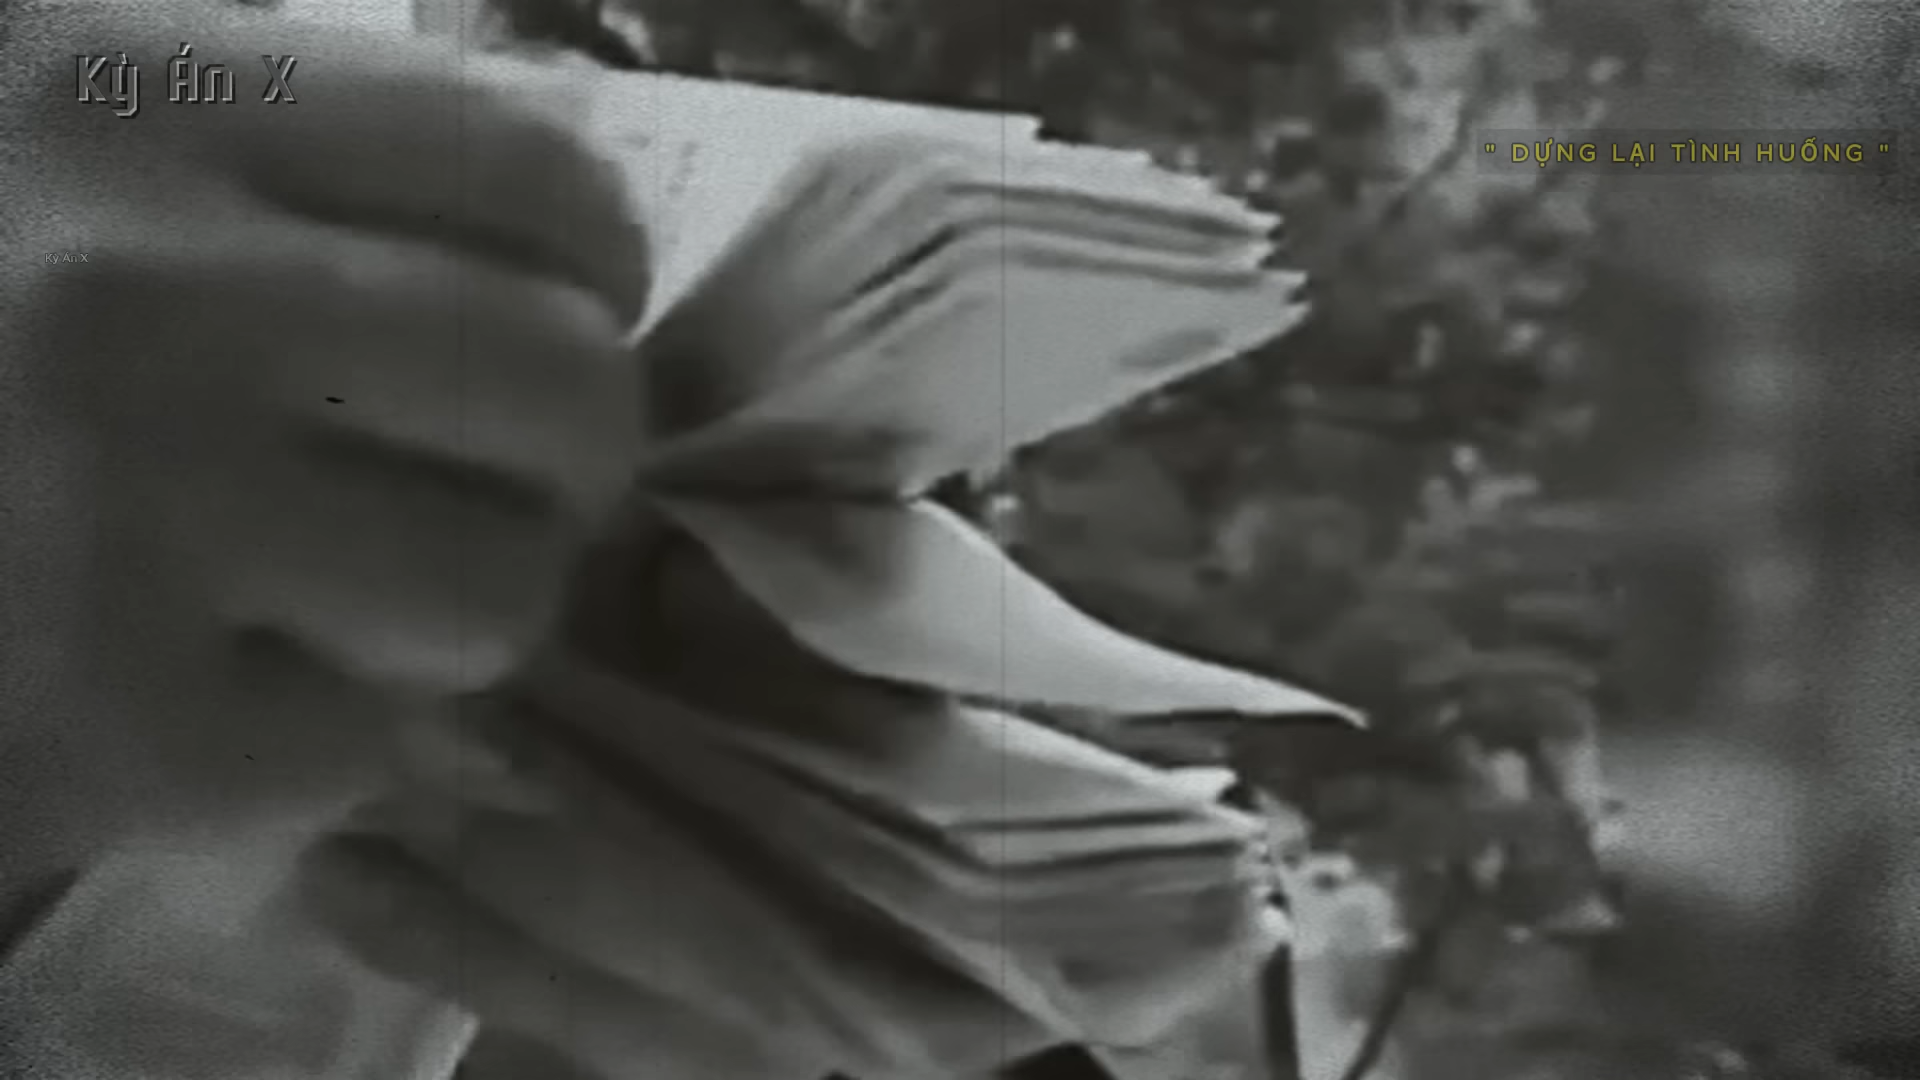 Kỳ Án X
" DỰNG LẠI TÌNH HUỐNG "
Kỳ Án X